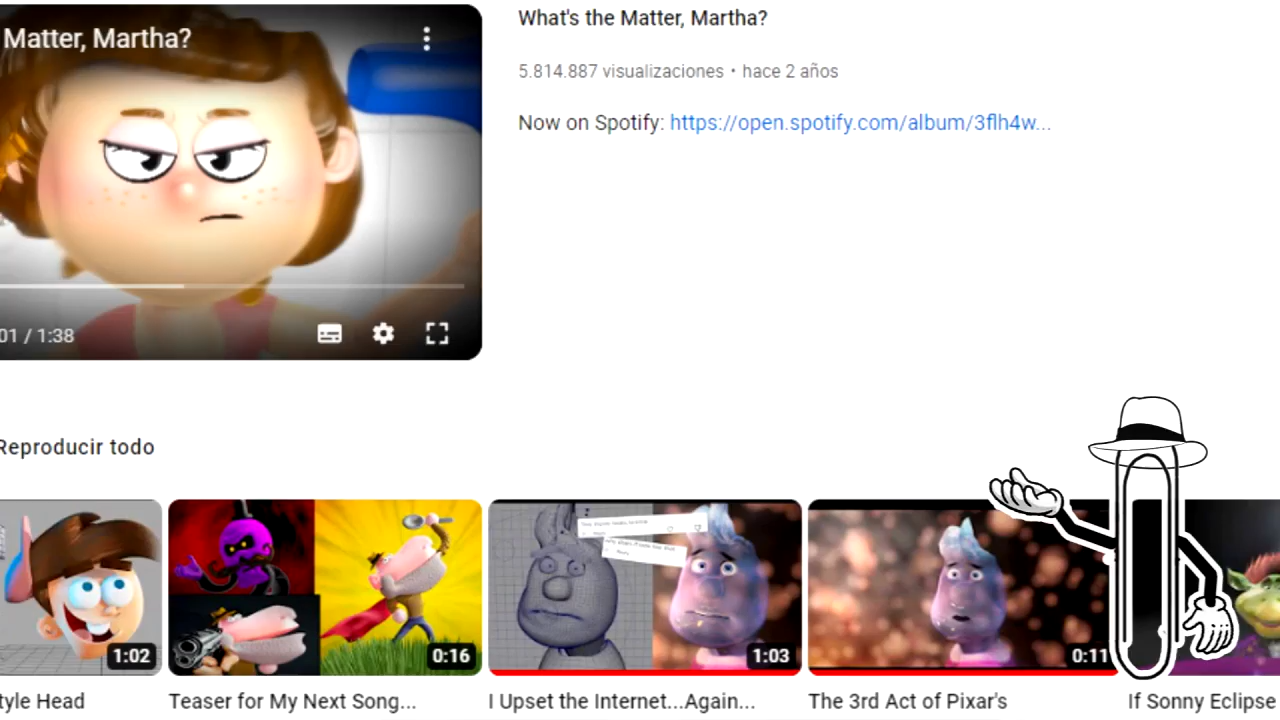 Matter, Martha?
What's the Matter, Martha?
5.814.887 visualizaciones • hace 2 años
Now on Spotify: https://open.spotify.com/album/3flh4w...
01 / 1:38
Reproducir todo
1:02
0:16
1:03
0:11
tyle Head
Teaser for My Next Song...
I Upset the Internet...Again...
The 3rd Act of Pixar's
If Sonny Eclipse